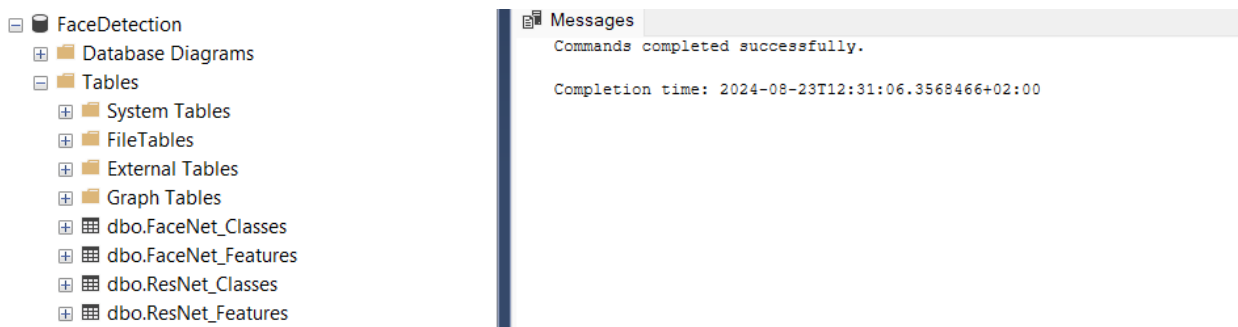 FaceDetection
Database Diagrams
Tables
System Tables
FileTables
External Tables
Graph Tables
dbo.FaceNet_Classes
dbo.FaceNet_Features
dbo.ResNet_Classes
dbo.ResNet_Features
Messages
Commands completed successfully.
Completion time: 2024-08-23T12:31:06.3568466+02:00